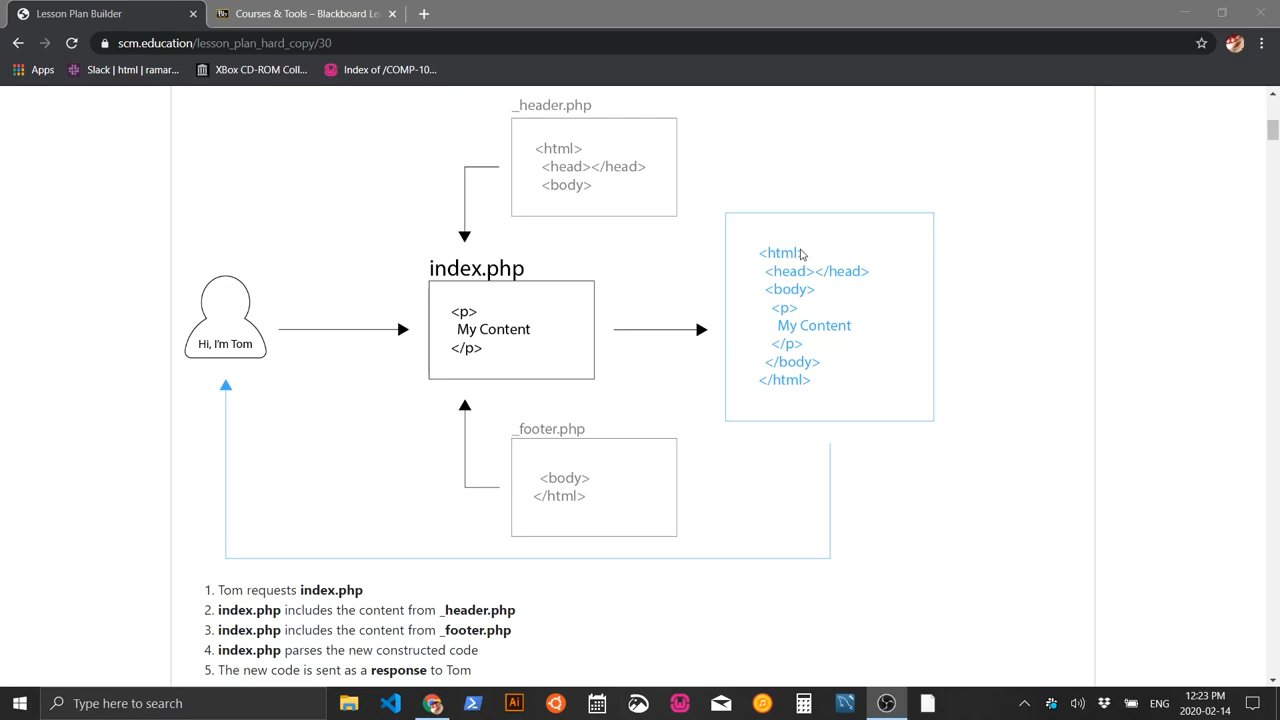 Lesson Plan Builder
Courses & Tools – Blackboard Le
scm.education/lesson_plan_hard_copy/30
Apps
Slack | html | ramar...
XBox CD-ROM Coll...
Index of /COMP-10...
_header.php
<html>
<head></head>
<body>
index.php
<p>
My Content
</p>
Hi, I'm Tom
<html>
<head></head>
<body>
<p>
My Content
</p>
</body>
</html>
_footer.php
<body>
</html>
1. Tom requests index.php
2. index.php includes the content from _header.php
3. index.php includes the content from _footer.php
4. index.php parses the new constructed code
5. The new code is sent as a response to Tom
Type here to search
ENG
12:23 PM
2020-02-14